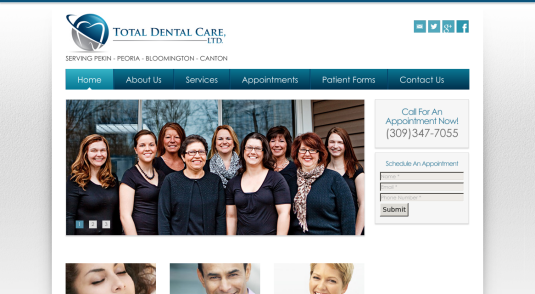 TOTAL DENTAL CARE,
LTD.
SERVING PEKIN - PEORIA - BLOOMINGTON - CANTON
Home
About Us
Services
Appointments
Patient Forms
Contact Us
Call For An
Appointment Now!
(309)347-7055
Schedule An Appointment
Name *
Email *
Phone Number *
Submit
1 2 3